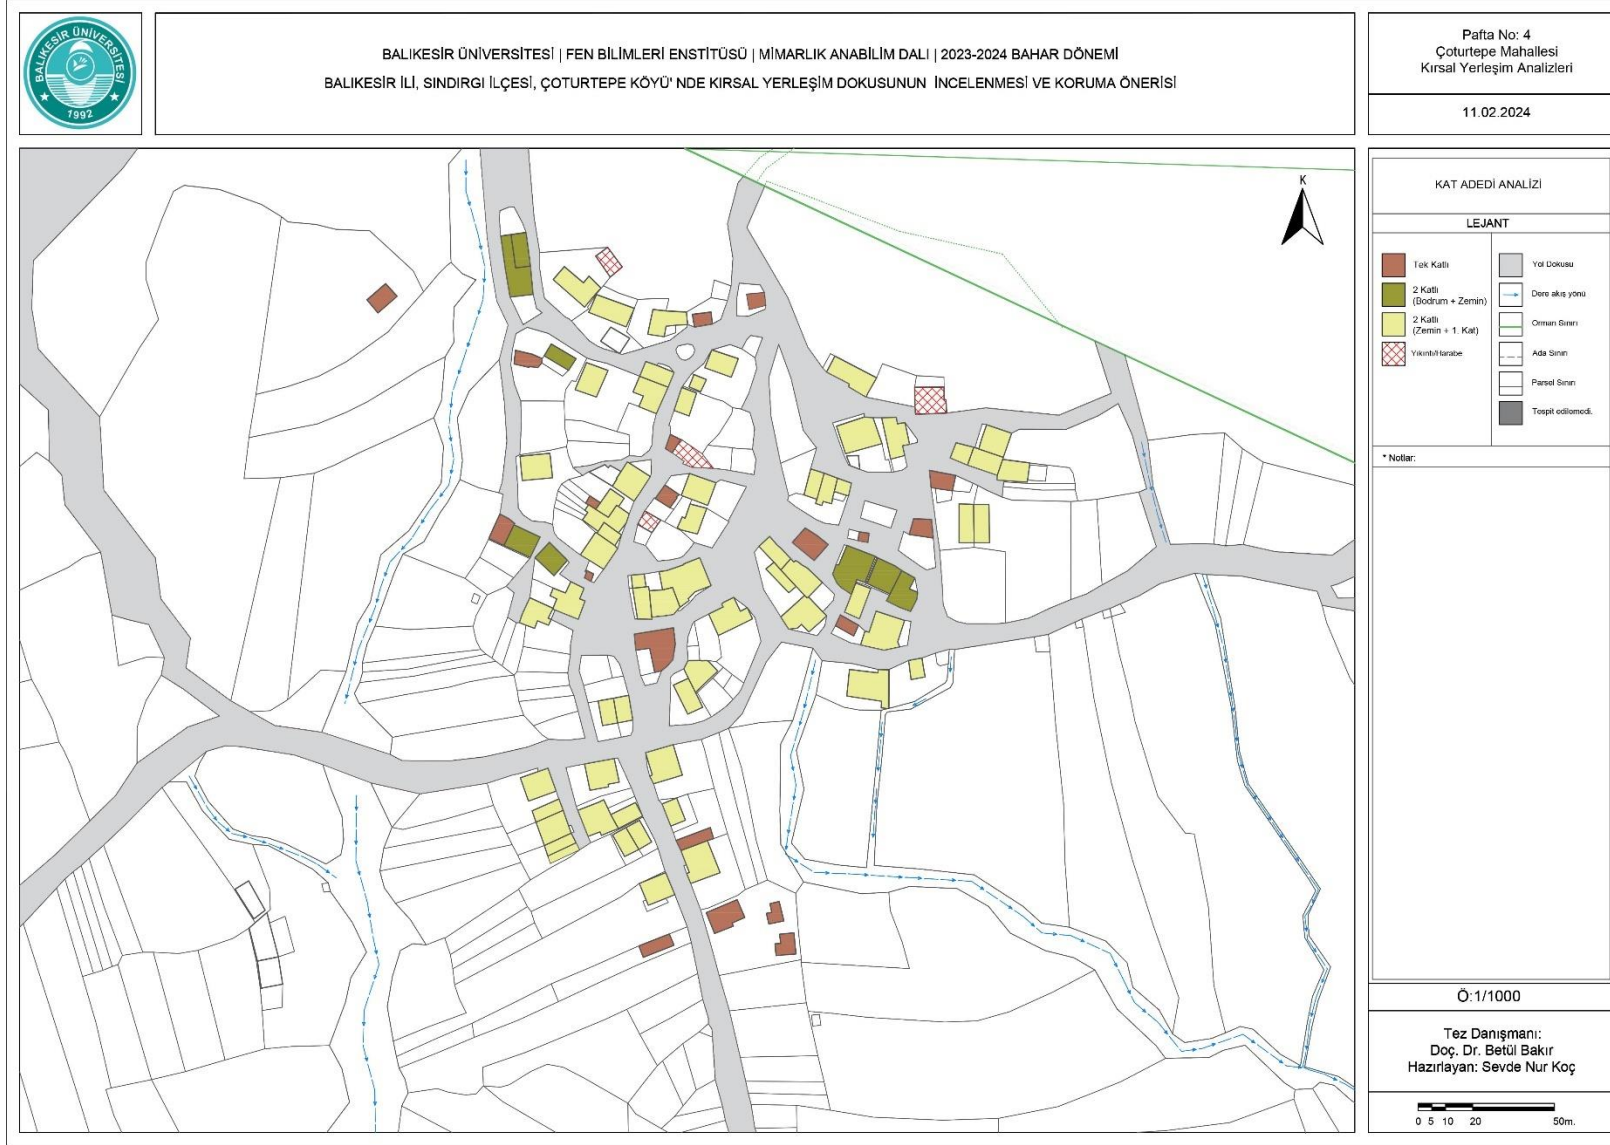 BALIKESİR ÜNİVERSİTESİ
1992
BALIKESİR ÜNİVERSİTESİ | FEN BİLİMLERİ ENSTİTÜSÜ | MİMARLIK ANABİLİM DALI | 2023-2024 BAHAR DÖNEMİ
BALIKESİR İLİ, SINDIRGI İLÇESİ, ÇOTURTEPE KÖYÜ' NDE KIRSAL YERLEŞİM DOKUSUNUN İNCELENMESİ VE KORUMA ÖNERİSİ
Pafta No: 4
Çoturtepe Mahallesi
Kırsal Yerleşim Analizleri
11.02.2024
K
KAT ADEDİ ANALİZİ
LEJANT
Tek Katlı
2 Katlı
(Bodrum + Zemin)
2 Katlı
(Zemin + 1. Kat)
Yıkıntı/Harabe
Yol Dokusu
Dere akış yönü
Orman Sınırı
Ada Sınırı
Parsel Sınırı
Tespit edilemedi.
* Notlar:
Ö:1/1000
Tez Danışmanı:
Doç. Dr. Betül Bakır
Hazırlayan: Sevde Nur Koç
0 5 10 20 50m.